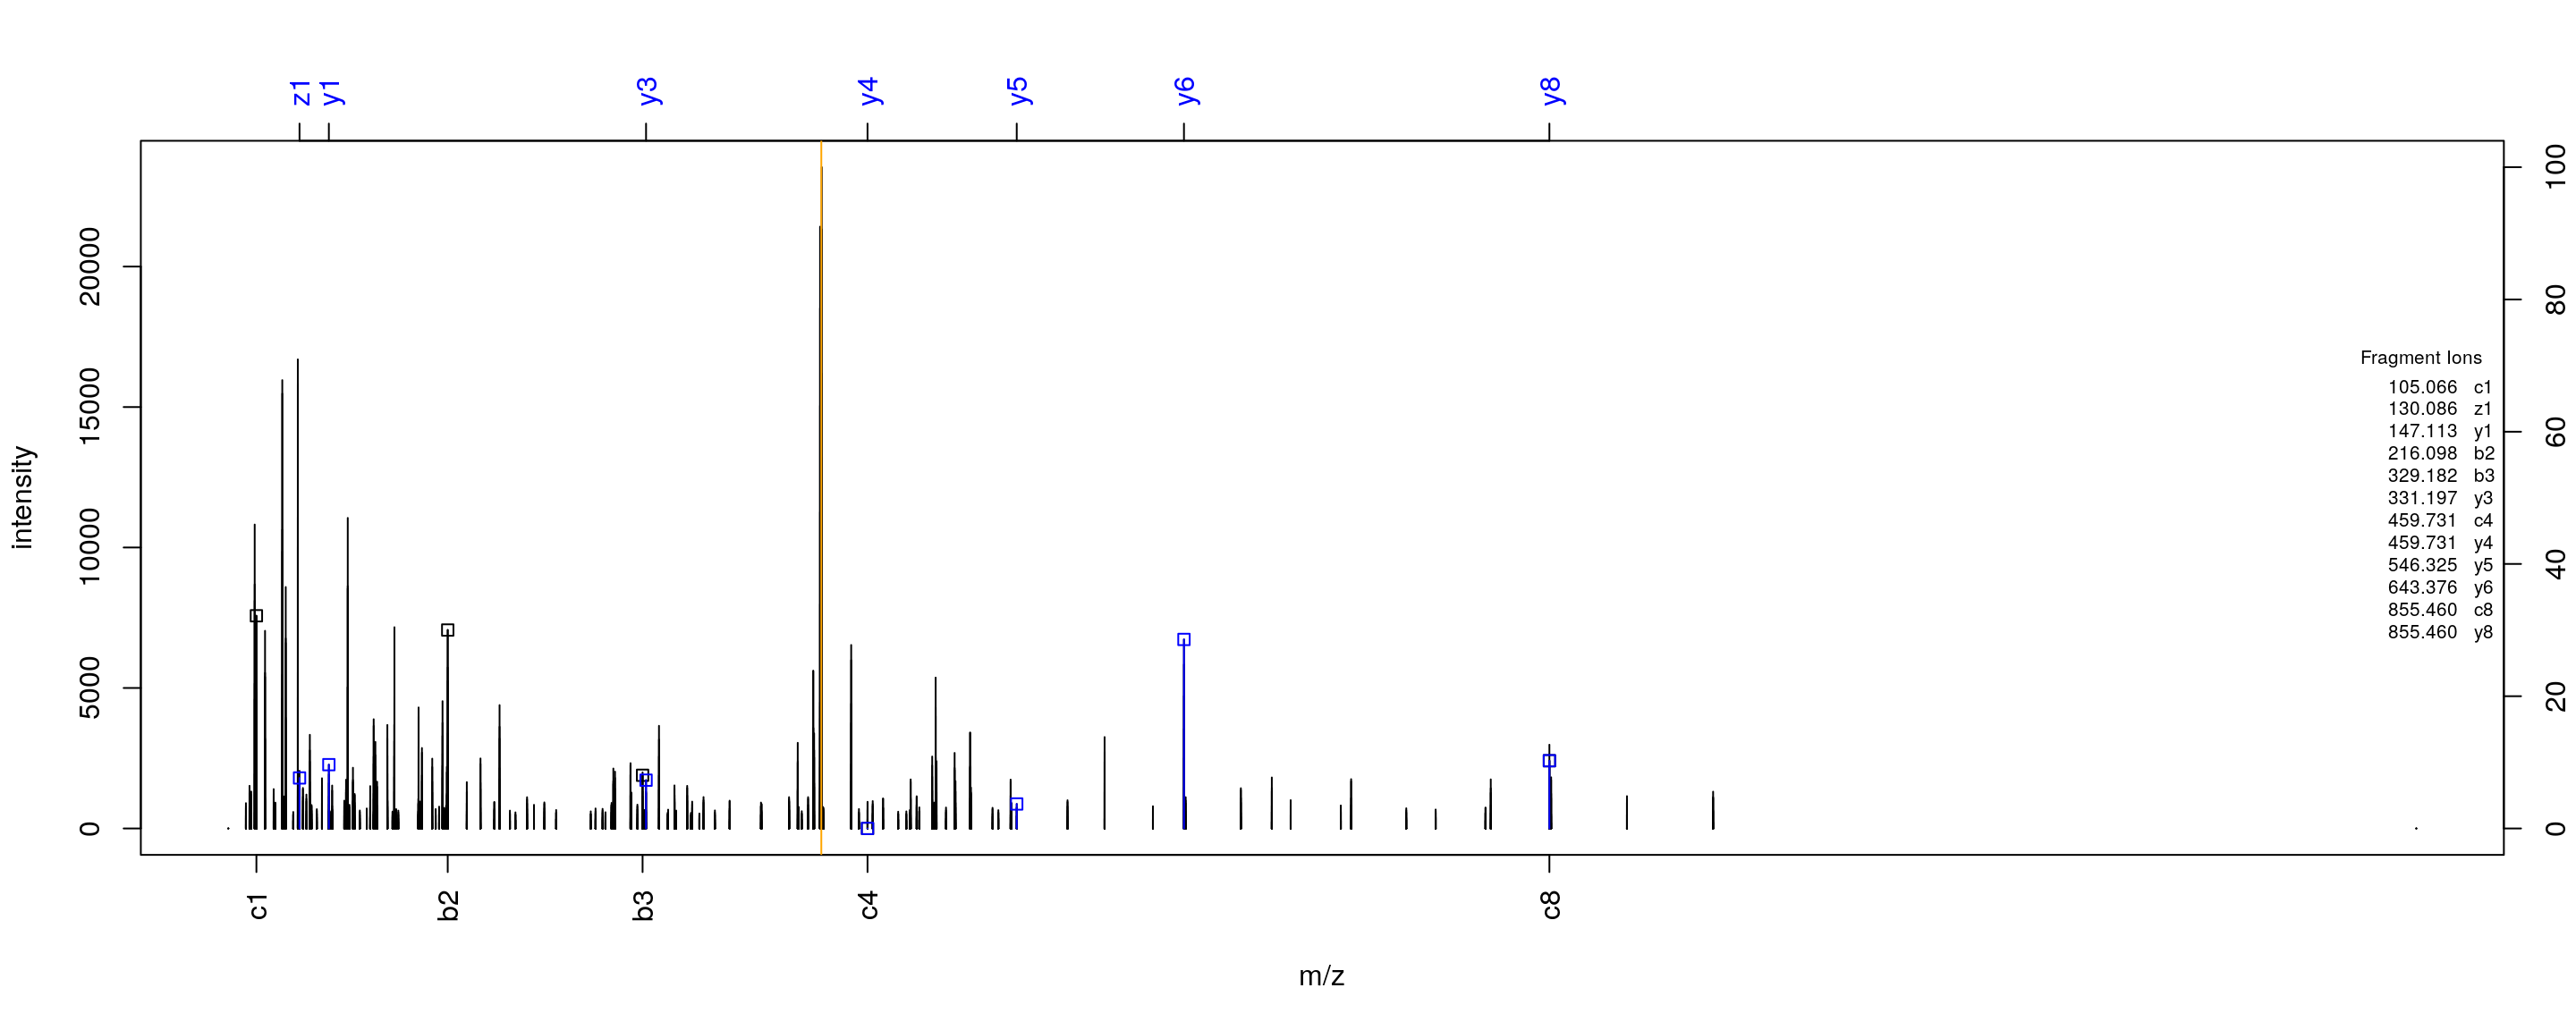 z1 y1 y3 y4 y5 y6 y8
intensity
0 5000 10000 15000 20000
0 20 40 60 80 100
Fragment Ions
105.066 c1
130.086 z1
147.113 y1
216.098 b2
329.182 b3
331.197 y3
459.731 c4
459.731 y4
546.325 y5
643.376 y6
855.460 c8
855.460 y8
c1 b2 b3 c4 c8
m/z